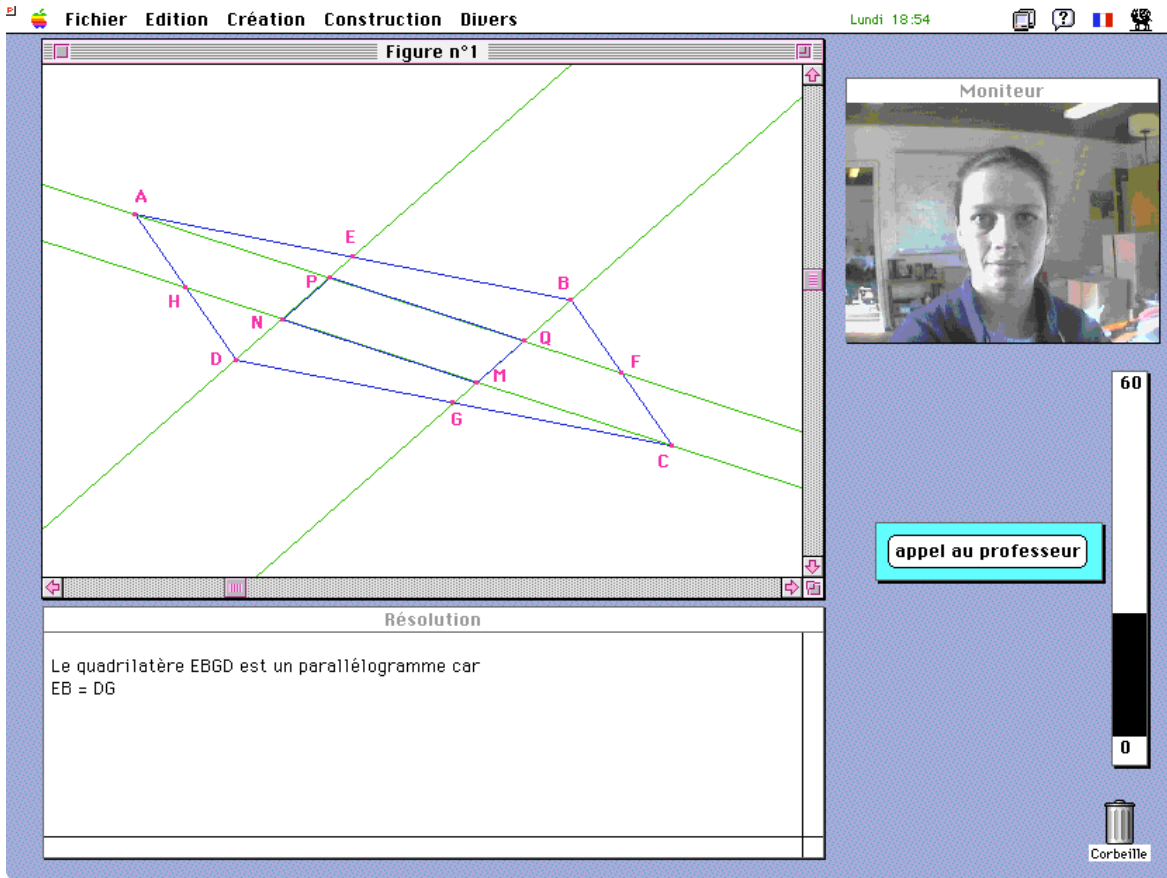 Fichier Edition Création Construction Divers Lundi 18:54
Figure n°1
Moniteur
A
E
P
B
H
N
Q
D
M
F
G
C
60
appel au professeur
Résolution
Le quadrilatère EBGD est un parallélogramme car
EB = DG
0
Corbeille